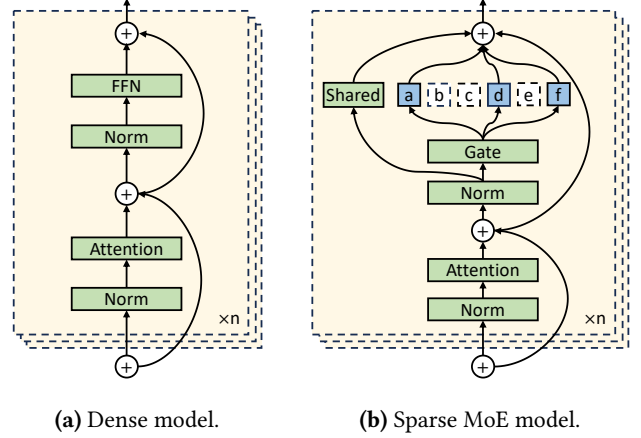 +
FFN
Norm
+
Attention
Norm
×n
+
(a) Dense model.
+
Shared a b c d e f
Gate
Norm
+
Attention
Norm
×n
+
(b) Sparse MoE model.